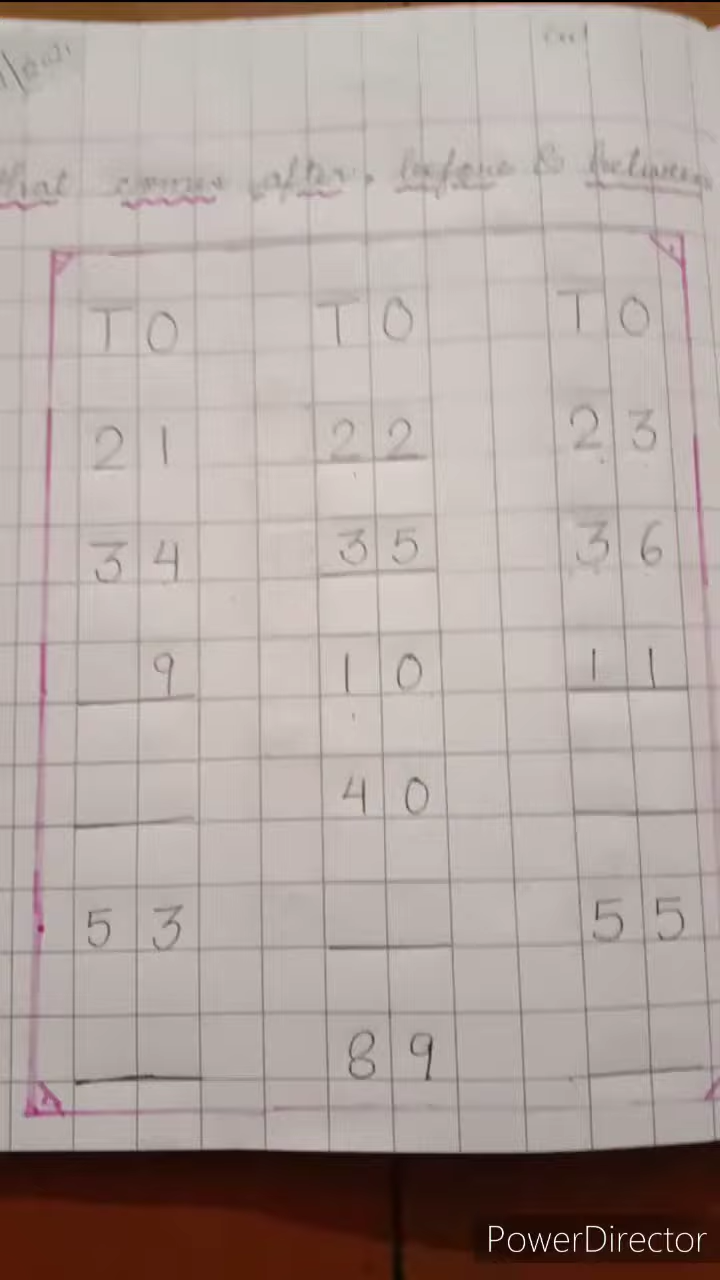 that comes after, before & between
T O T O T O
2 1 2 2 2 3
3 4 3 5 3 6
9 1 0 1 1
4 0
5 3 5 5
8 9
PowerDirector